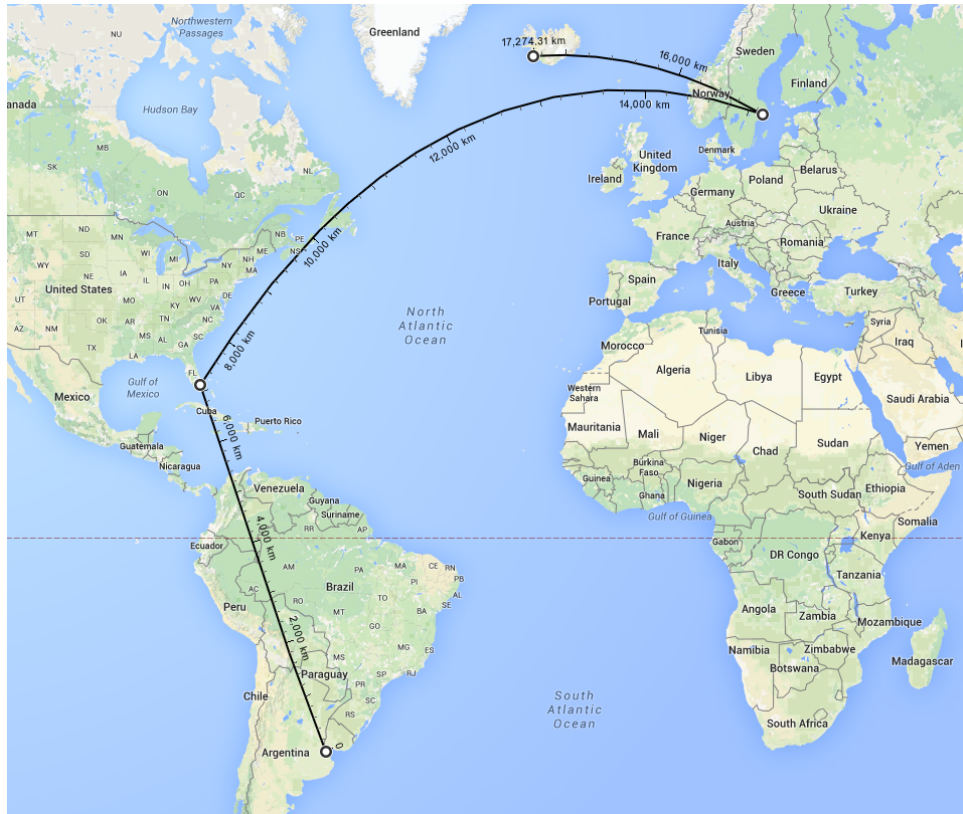 Northwestern
Passages
NU
Greenland
17,274.31 km
Sweden
16,000 km
Finland
Norway
anada
Hudson Bay
14,000 km
12,000 km
MB
SK
ON
QC
NL
Denmark
United
Kingdom
Ireland
Poland
Belarus
Germany
Ukraine
Austria
France
Romania
Italy
Spain
Portugal
Greece
Turkey
NB
PE
NS
10,000 km
MT
ND
MN
WI
MI
ME
NH
NY
MA
SD
WY
IA
NE
IL
IN
OH
PA
United States
UT
CO
KS
MO
KY
WV
DE
VA
AZ
NM
OK
AR
TN
NC
MS
AL
GA
SC
TX
LA
FL
8,000 km
North
Atlantic
Ocean
Tunisia
Syria
Iraq
I
Morocco
Algeria
Libya
Egypt
Saudi Arabia
Western
Sahara
Gulf of
Mexico
Mexico
Cuba
Puerto Rico
6,000 km
Guatemala
Nicaragua
Mauritania
Mali
Niger
Chad
Sudan
Yemen
Gulf of Aden
Burkina
Faso
Guinea
Ghana
Nigeria
South Sudan
Ethiopia
Gulf of Guinea
Somalia
Venezuela
Guyana
Suriname
4,000 km
RR
AP
Ecuador
Gabon
Kenya
DR Congo
Tanzania
AM
PA
MA
CE
RN
PB
PI
AL
SE
Brazil
AC
TO
Peru
RO
MT
BA
2,000 km
GO
MG
ES
MS
SP
RJ
Paraguay
PR
SC
RS
Chile
Argentina
0
Angola
Zambia
Mozambique
Zimbabwe
Namibia
Botswana
Madagascar
South Africa
South
Atlantic
Ocean